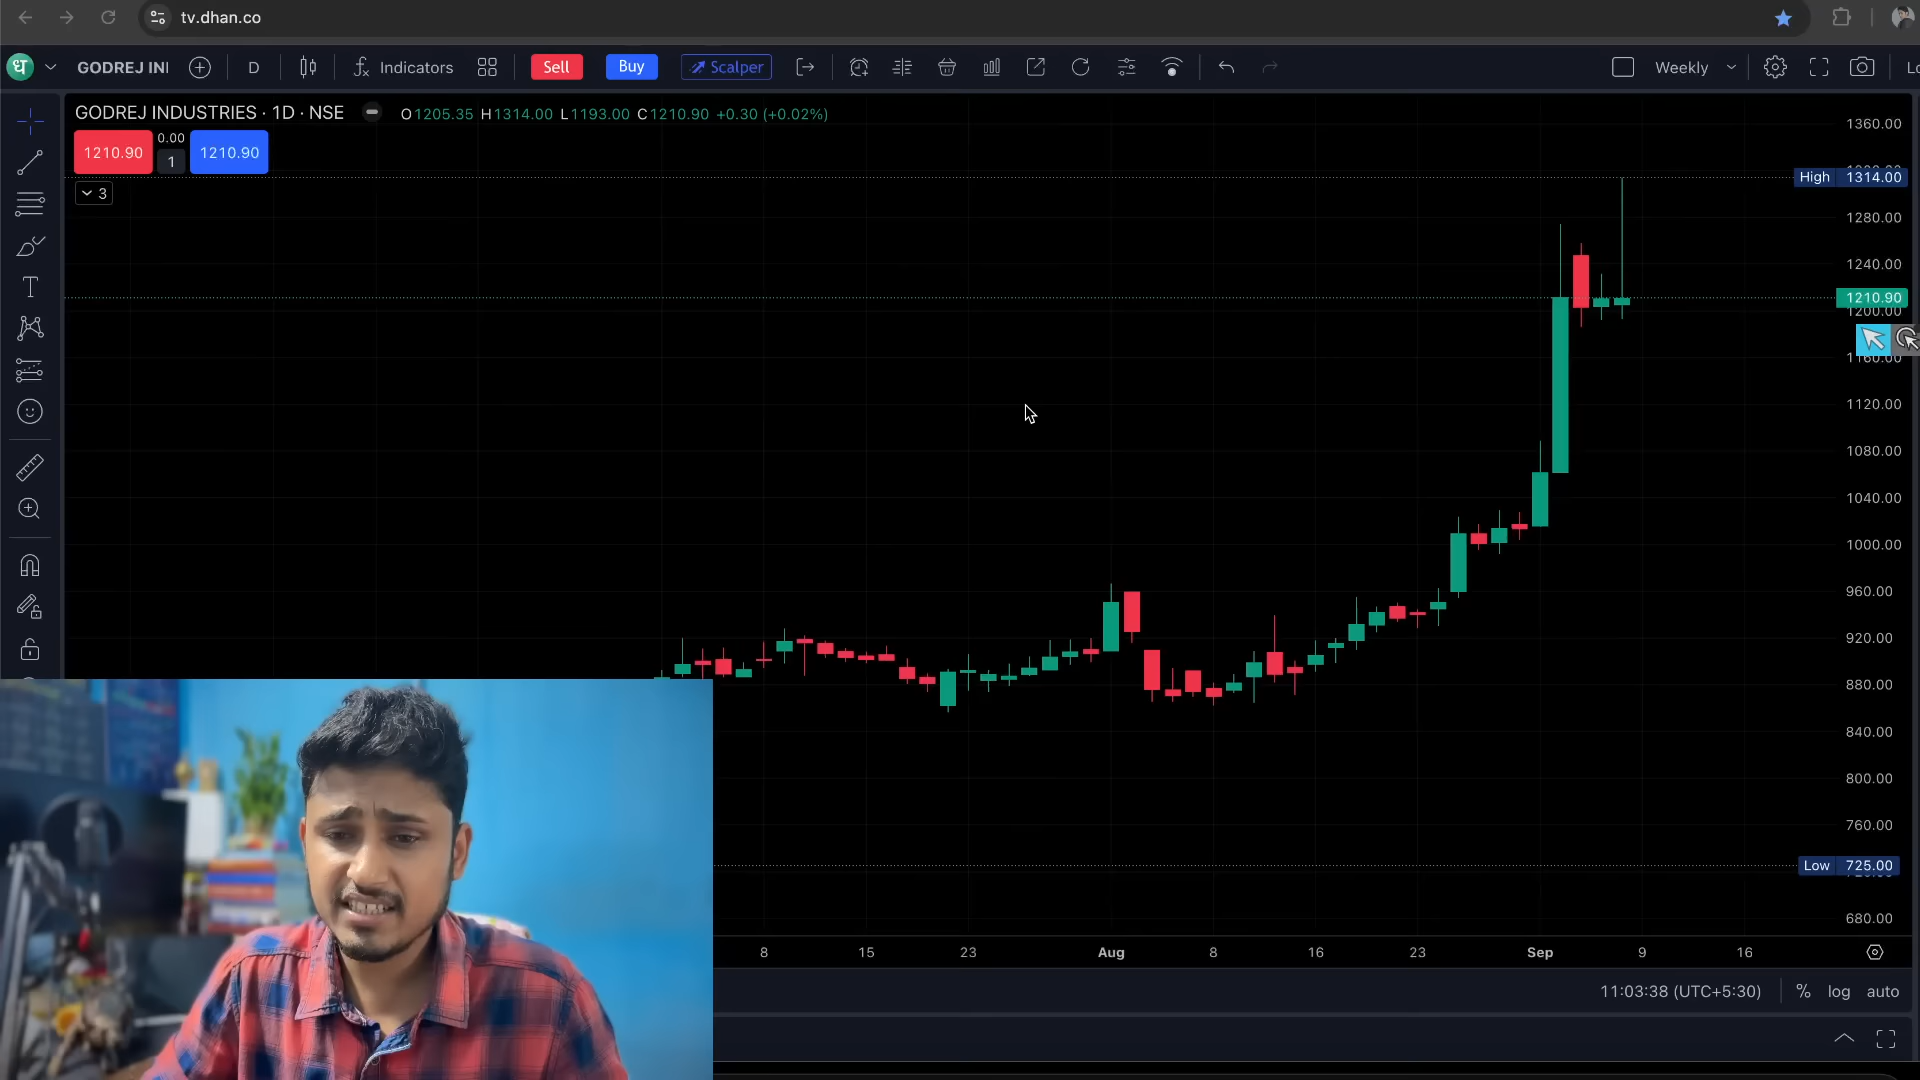 tv.dhan.co
ध GODREJ INI D Indicators Sell Buy Scalper Weekly
GODREJ INDUSTRIES · 1D · NSE O1205.35 H1314.00 L1193.00 C1210.90 +0.30 (+0.02%)
1210.90 0.00 1 1210.90
3
1360.00
High 1314.00
1280.00
1240.00
1210.90
1200.00
1160.00
1120.00
1080.00
1040.00
1000.00
960.00
920.00
880.00
840.00
800.00
760.00
Low 725.00
680.00
8 15 23 Aug 8 16 23 Sep 9 16
11:03:38 (UTC+5:30) % log auto